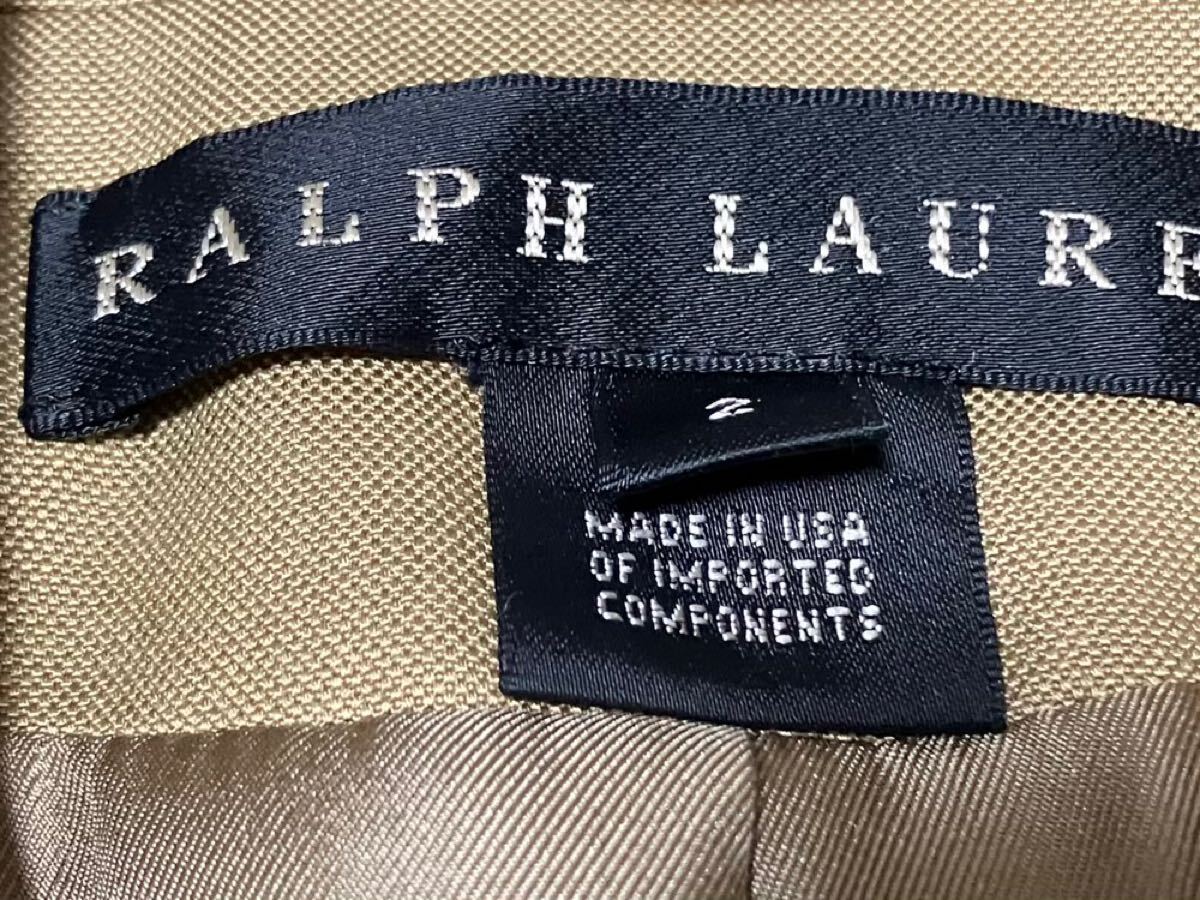 RALPH LAURE
2
MADE IN USA
OF IMPORTED
COMPONENTS